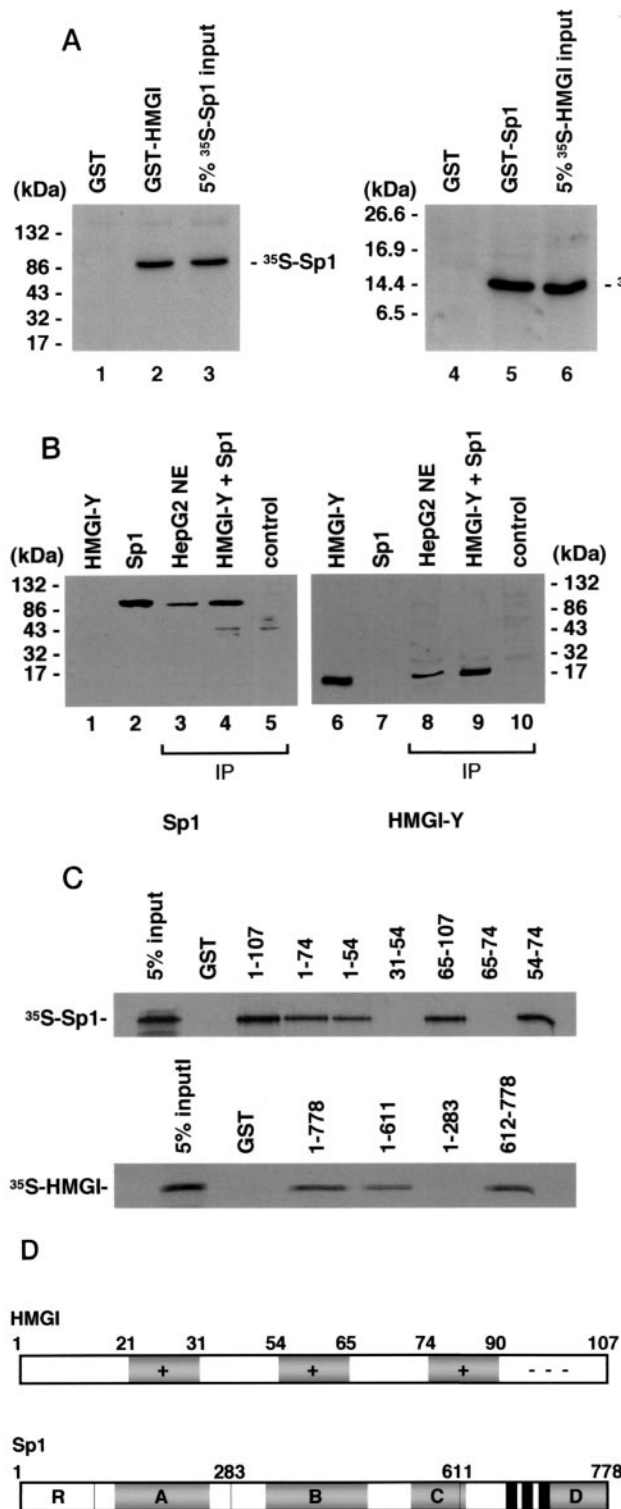 A
GST
GST-HMGI
5% ³⁵S-Sp1 input
(kDa)
132 -
86 -
43 -
32 -
17 -
- ³⁵S-Sp1
1 2 3
GST
GST-Sp1
5% ³⁵S-HMGI input
(kDa)
26.6 -
16.9 -
14.4 -
6.5 -
4 5 6
B
HMGI-Y
Sp1
HepG2 NE
HMGI-Y + Sp1
control
(kDa)
132 -
86 -
43 -
32 -
17 -
1 2 3 4 5
IP
Sp1
HMGI-Y
Sp1
HepG2 NE
HMGI-Y + Sp1
control
(kDa)
- 132
- 86
- 43
- 32
- 17
6 7 8 9 10
IP
HMGI-Y
C
5% input
GST
1-107
1-74
1-54
31-54
65-107
65-74
54-74
³⁵S-Sp1-
5% inputI
GST
1-778
1-611
1-283
612-778
³⁵S-HMGI-
D
HMGI
1 21 31 54 65 74 90 107
+ + + - - -
Sp1
1 283 611 778
R A B C D